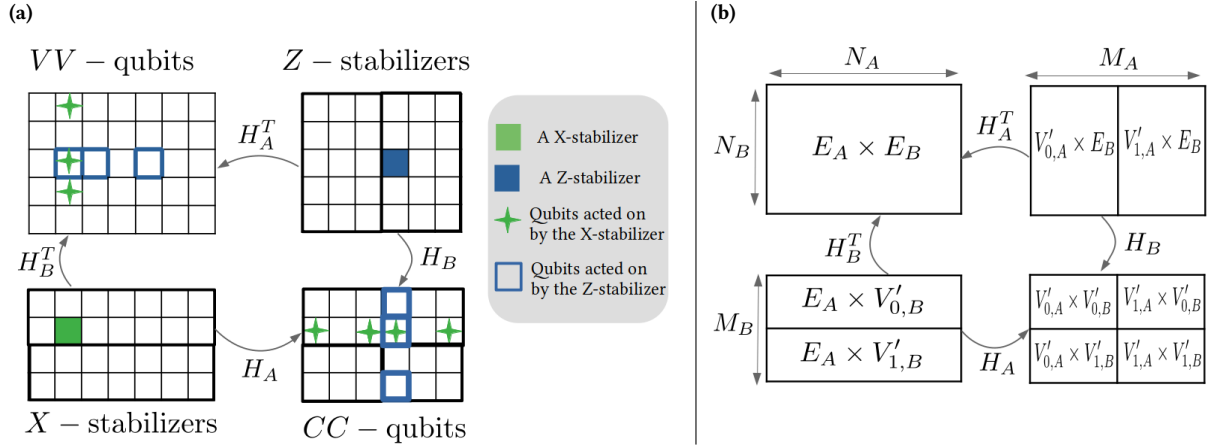 (a)
VV − qubits
Z − stabilizers
H_A^T
H_B^T
H_B
H_A
X − stabilizers
CC − qubits
A X-stabilizer
A Z-stabilizer
Qubits acted on
by the X-stabilizer
Qubits acted on
by the Z-stabilizer
(b)
N_A
M_A
N_B
E_A × E_B
H_A^T
V'_{0,A} × E_B
V'_{1,A} × E_B
H_B^T
H_B
M_B
E_A × V'_{0,B}
E_A × V'_{1,B}
H_A
V'_{0,A} × V'_{0,B}
V'_{1,A} × V'_{0,B}
V'_{0,A} × V'_{1,B}
V'_{1,A} × V'_{1,B}